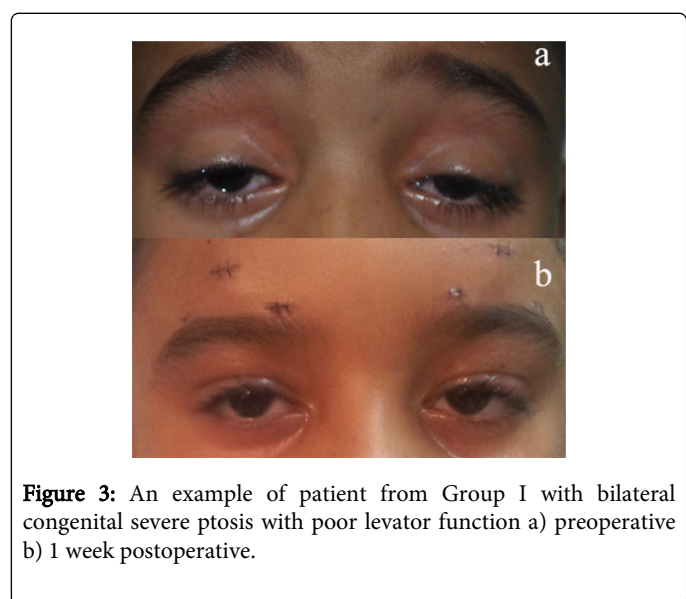 a
b
Figure 3: An example of patient from Group I with bilateral
congenital severe ptosis with poor levator function a) preoperative
b) 1 week postoperative.